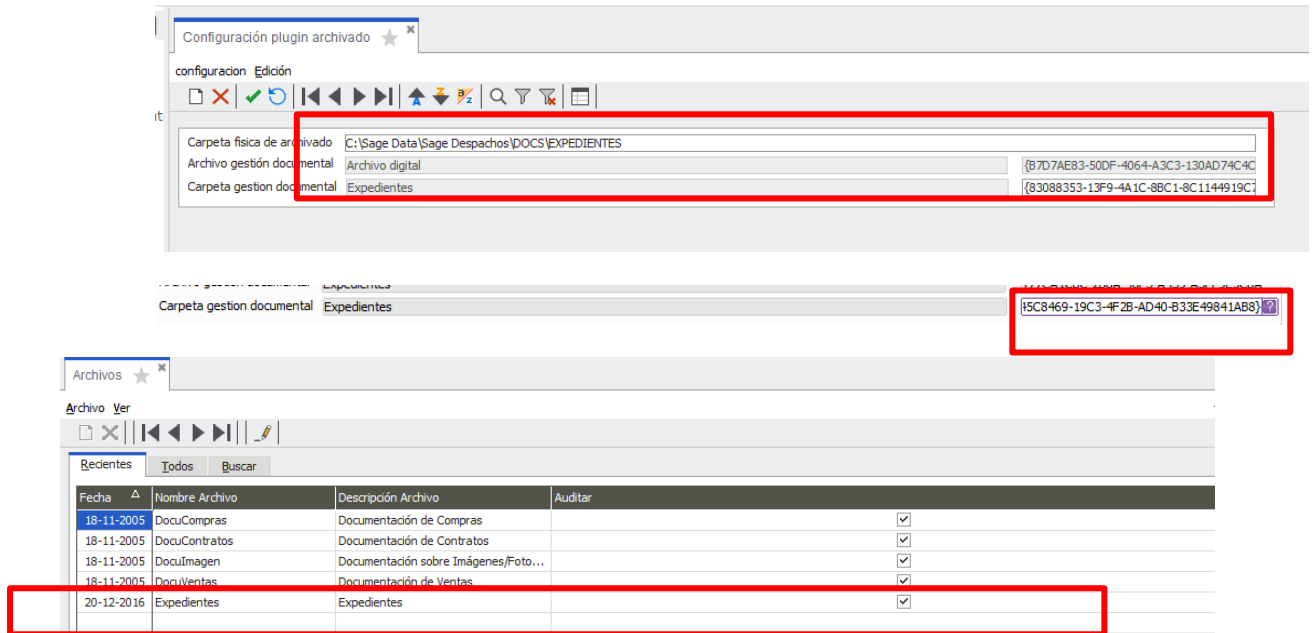 Configuración plugin archivado
configuracion Edición
Carpeta fisica de archivado C:\Sage Data\Sage Despachos\DOCS\EXPEDIENTES
Archivo gestión documental Archivo digital {B7D7AE83-50DF-4064-A3C3-130AD74C4C
Carpeta gestion documental Expedientes {83088353-13F9-4A1C-8BC1-8C1144919C7
Carpeta gestion documental Expedientes 5C8469-19C3-4F2B-AD40-B33E49841AB8} ?
Archivos
Archivo Ver
Recientes Todos Buscar
Fecha Nombre Archivo Descripción Archivo Auditar
18-11-2005 DocuCompras Documentación de Compras
18-11-2005 DocuContratos Documentación de Contratos
18-11-2005 DocuImagen Documentación sobre Imágenes/Foto...
18-11-2005 DocuVentas Documentación de Ventas
20-12-2016 Expedientes Expedientes